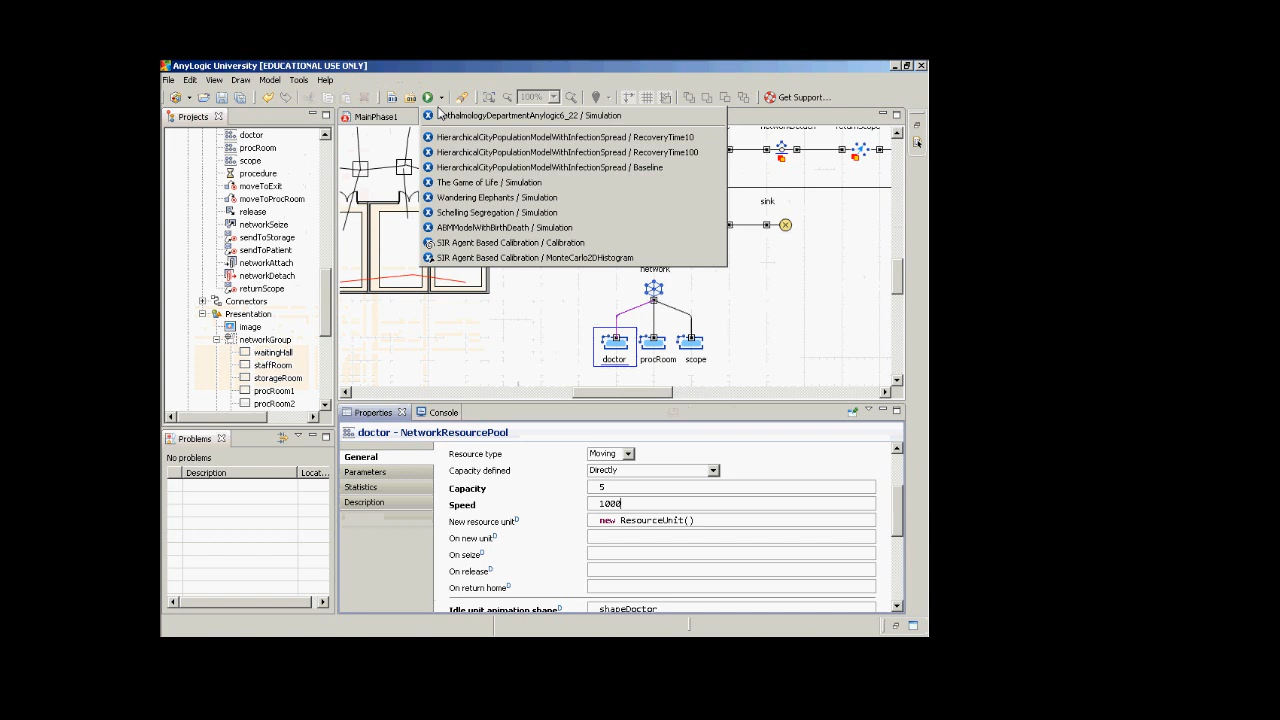 AnyLogic University [EDUCATIONAL USE ONLY]
File Edit View Draw Model Tools Help
100% Get Support...
Projects
MainPhase1
doctor
procRoom
scope
procedure
moveToExit
moveToProcRoom
release
networkSeize
sendToStorage
sendToPatient
networkAttach
networkDetach
returnScope
Connectors
Presentation
image
networkGroup
waitingHall
staffRoom
storageRoom
procRoom1
procRoom2
thalmologyDepartmentAnylogic6_22 / Simulation
HierarchicalCityPopulationModelWithInfectionSpread / RecoveryTime10
HierarchicalCityPopulationModelWithInfectionSpread / RecoveryTime100
HierarchicalCityPopulationModelWithInfectionSpread / Baseline
The Game of Life / Simulation
Wandering Elephants / Simulation
Schelling Segregation / Simulation
ABMModelWithBirthDeath / Simulation
SIR Agent Based Calibration / Calibration
SIR Agent Based Calibration / MonteCarlo2DHistogram
sink
network
doctor procRoom scope
Problems
No problems
Description Locat...
Properties Console
doctor - NetworkResourcePool
General
Parameters
Statistics
Description
Resource type Moving
Capacity defined Directly
Capacity 5
Speed 1000
New resource unit new ResourceUnit()
On new unit
On seize
On release
On return home
Idle unit animation shape shapeDoctor